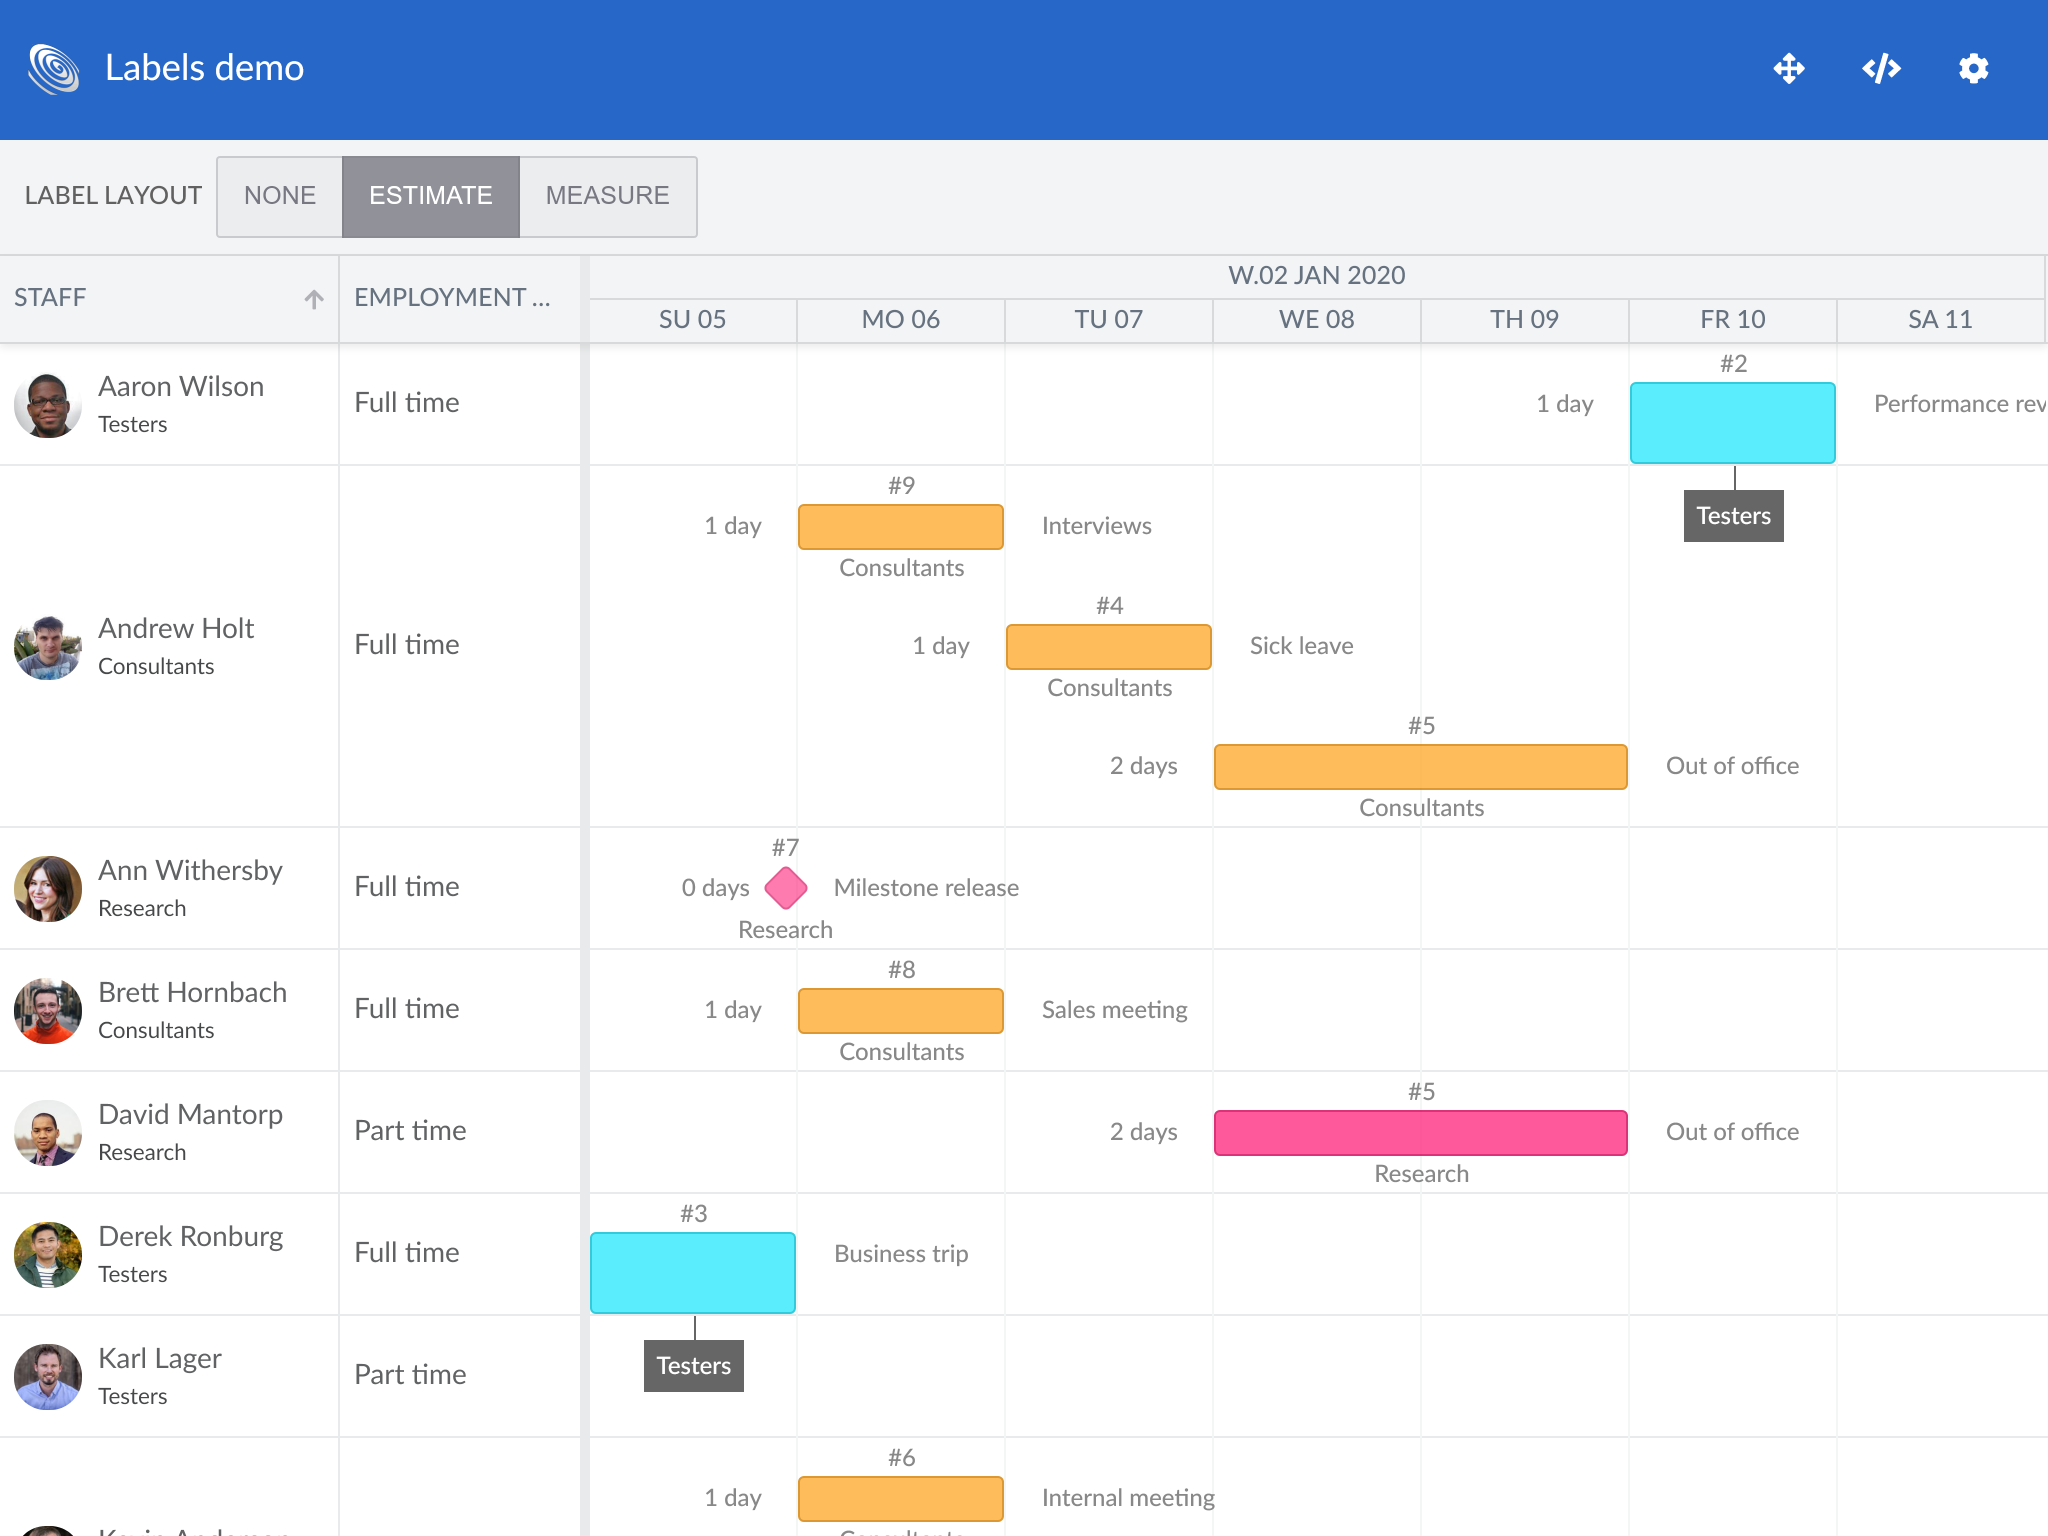 Labels demo
LABEL LAYOUT NONE ESTIMATE MEASURE
STAFF EMPLOYMENT ... W.02 JAN 2020
SU 05 MO 06 TU 07 WE 08 TH 09 FR 10 SA 11
#2
Aaron Wilson
Testers
Full time
1 day
Performance rev
Testers
#9
1 day
Interviews
Consultants
#4
Andrew Holt
Consultants
Full time
1 day
Sick leave
Consultants
#5
2 days
Out of office
Consultants
#7
Ann Withersby
Research
Full time
0 days
Milestone release
Research
#8
Brett Hornbach
Consultants
Full time
1 day
Sales meeting
Consultants
#5
David Mantorp
Research
Part time
2 days
Out of office
Research
#3
Derek Ronburg
Testers
Full time
Business trip
Testers
Karl Lager
Testers
Part time
#6
1 day
Internal meeting